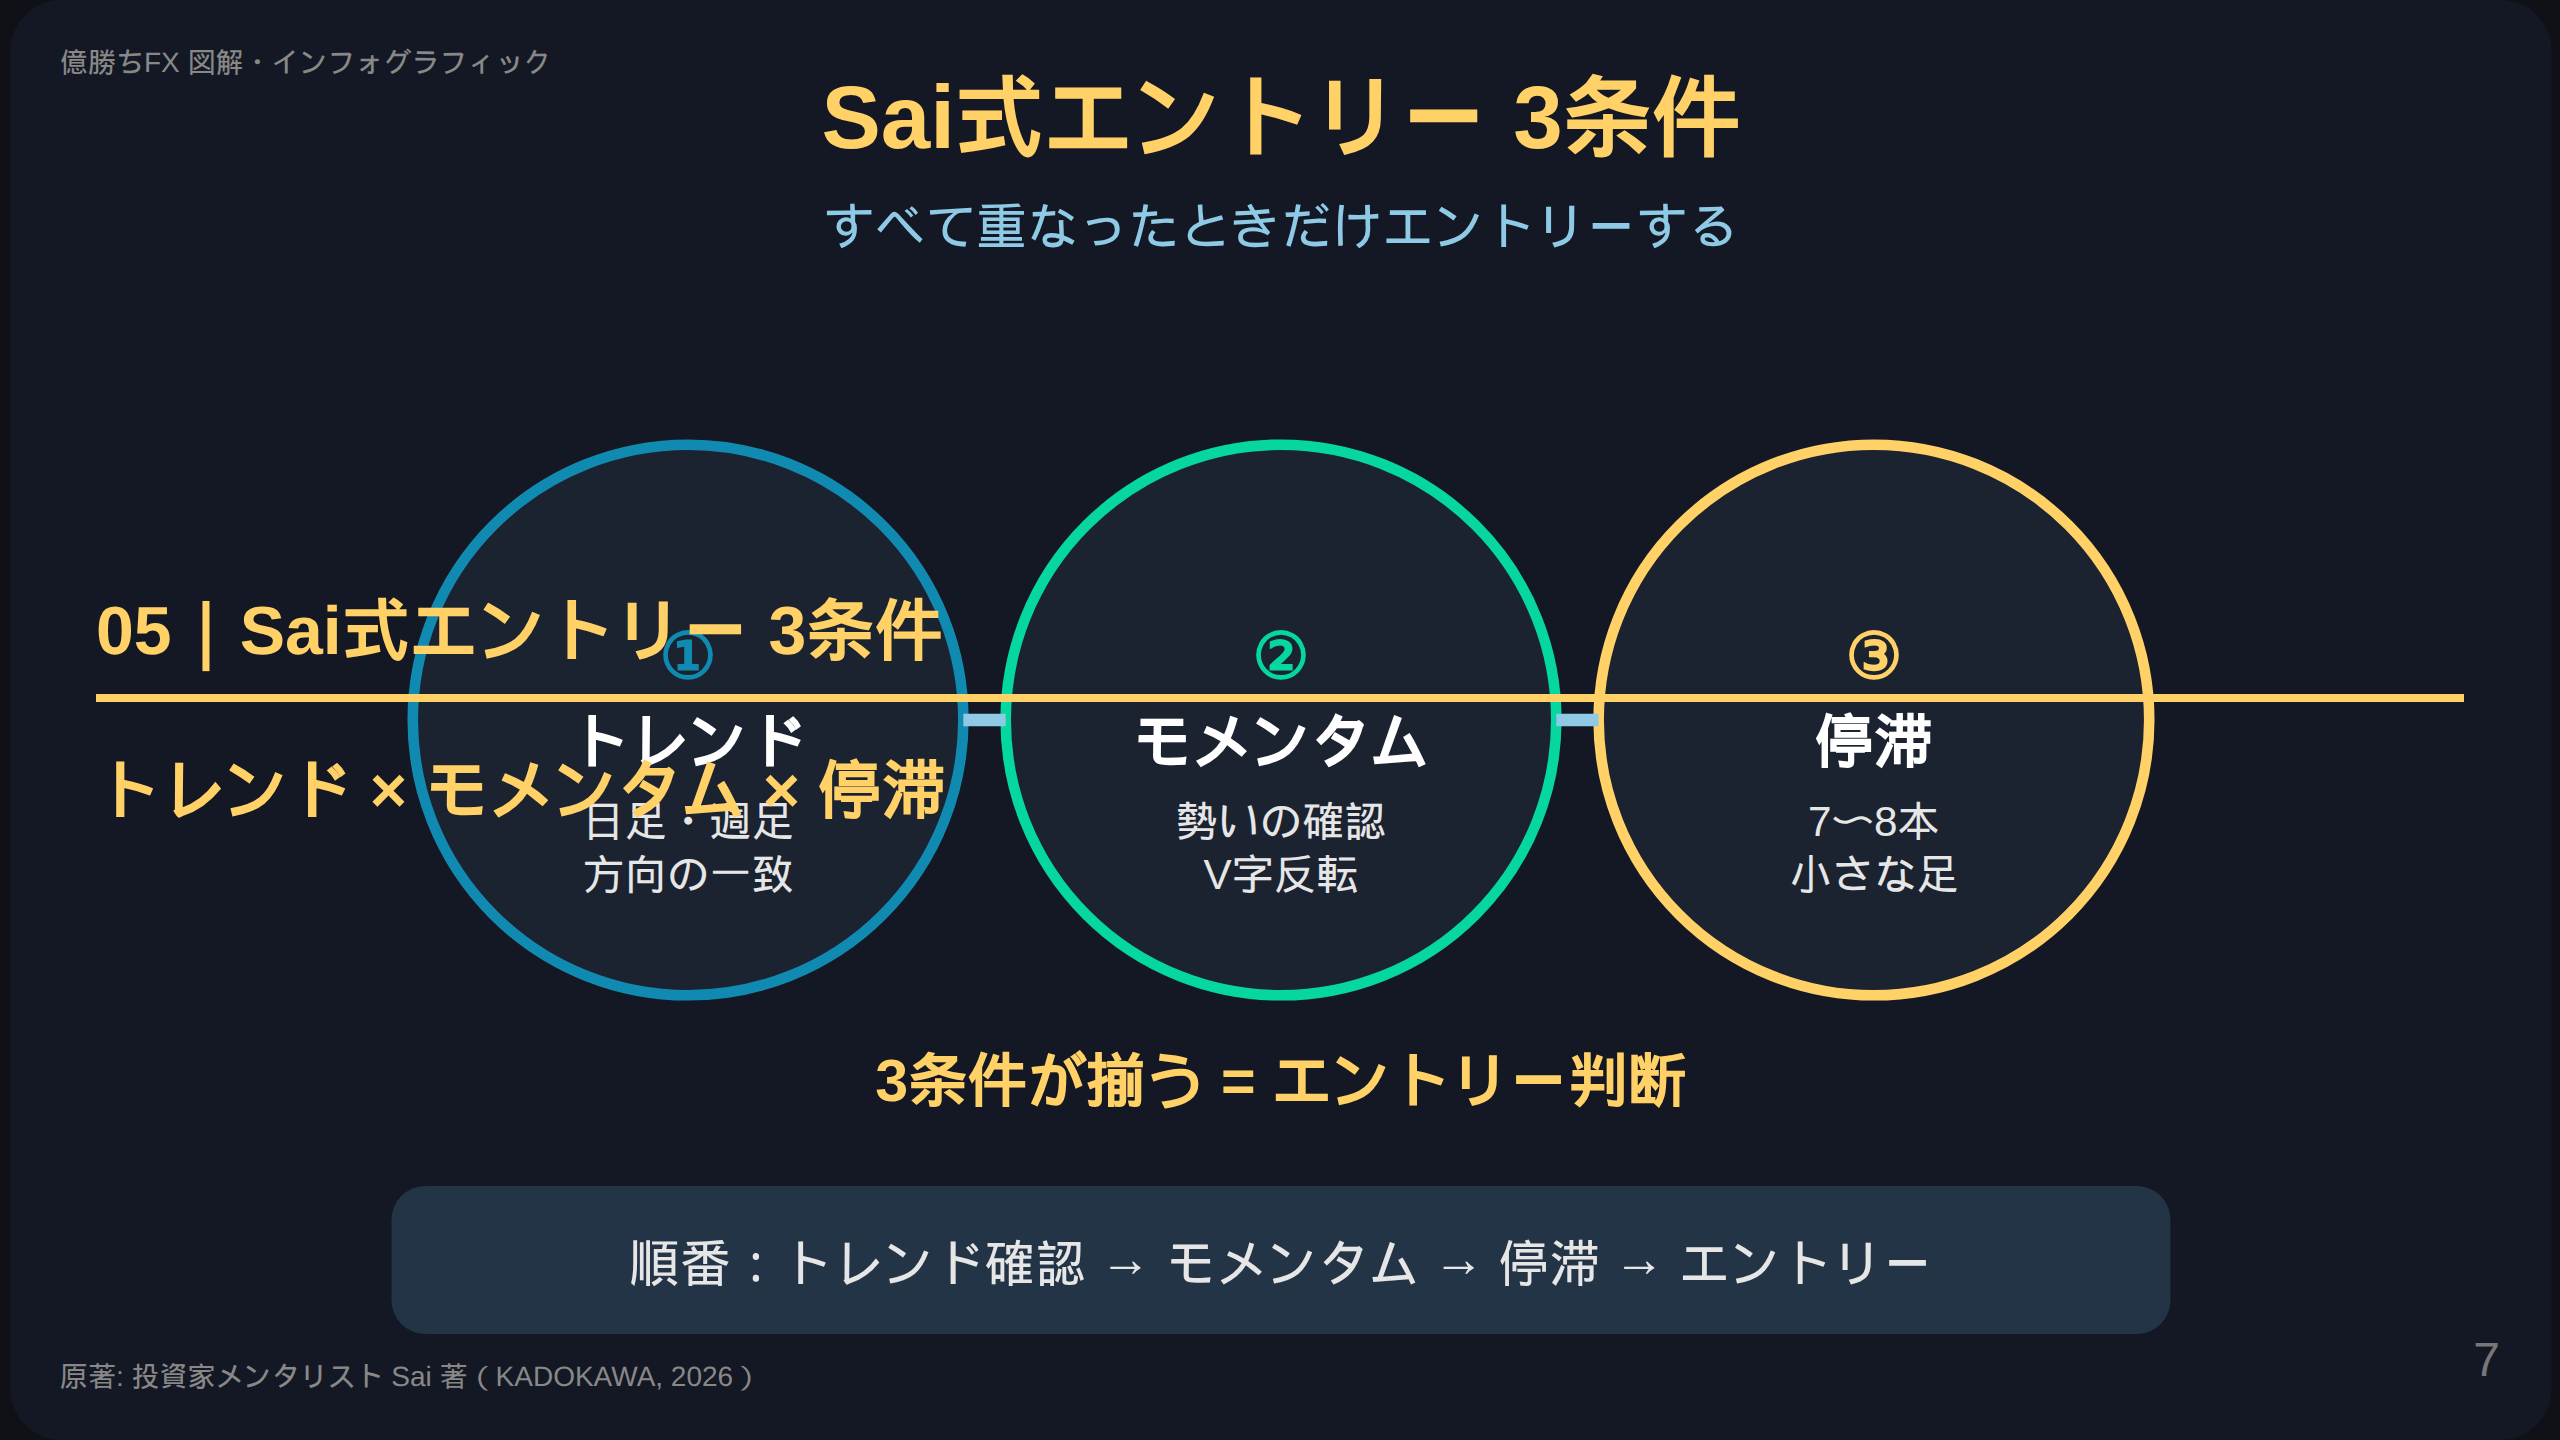 億勝ちFX 図解・インフォグラフィック
Sai式エントリー 3条件
すべて重なったときだけエントリーする
05｜Sai式エントリー 3条件
トレンド × モメンタム × 停滞
①
トレンド
日足・週足
方向の一致
②
モメンタム
勢いの確認
V字反転
③
停滞
7〜8本
小さな足
3条件が揃う = エントリー判断
順番：トレンド確認 → モメンタム → 停滞 → エントリー
原著: 投資家メンタリスト Sai 著（KADOKAWA, 2026）
7